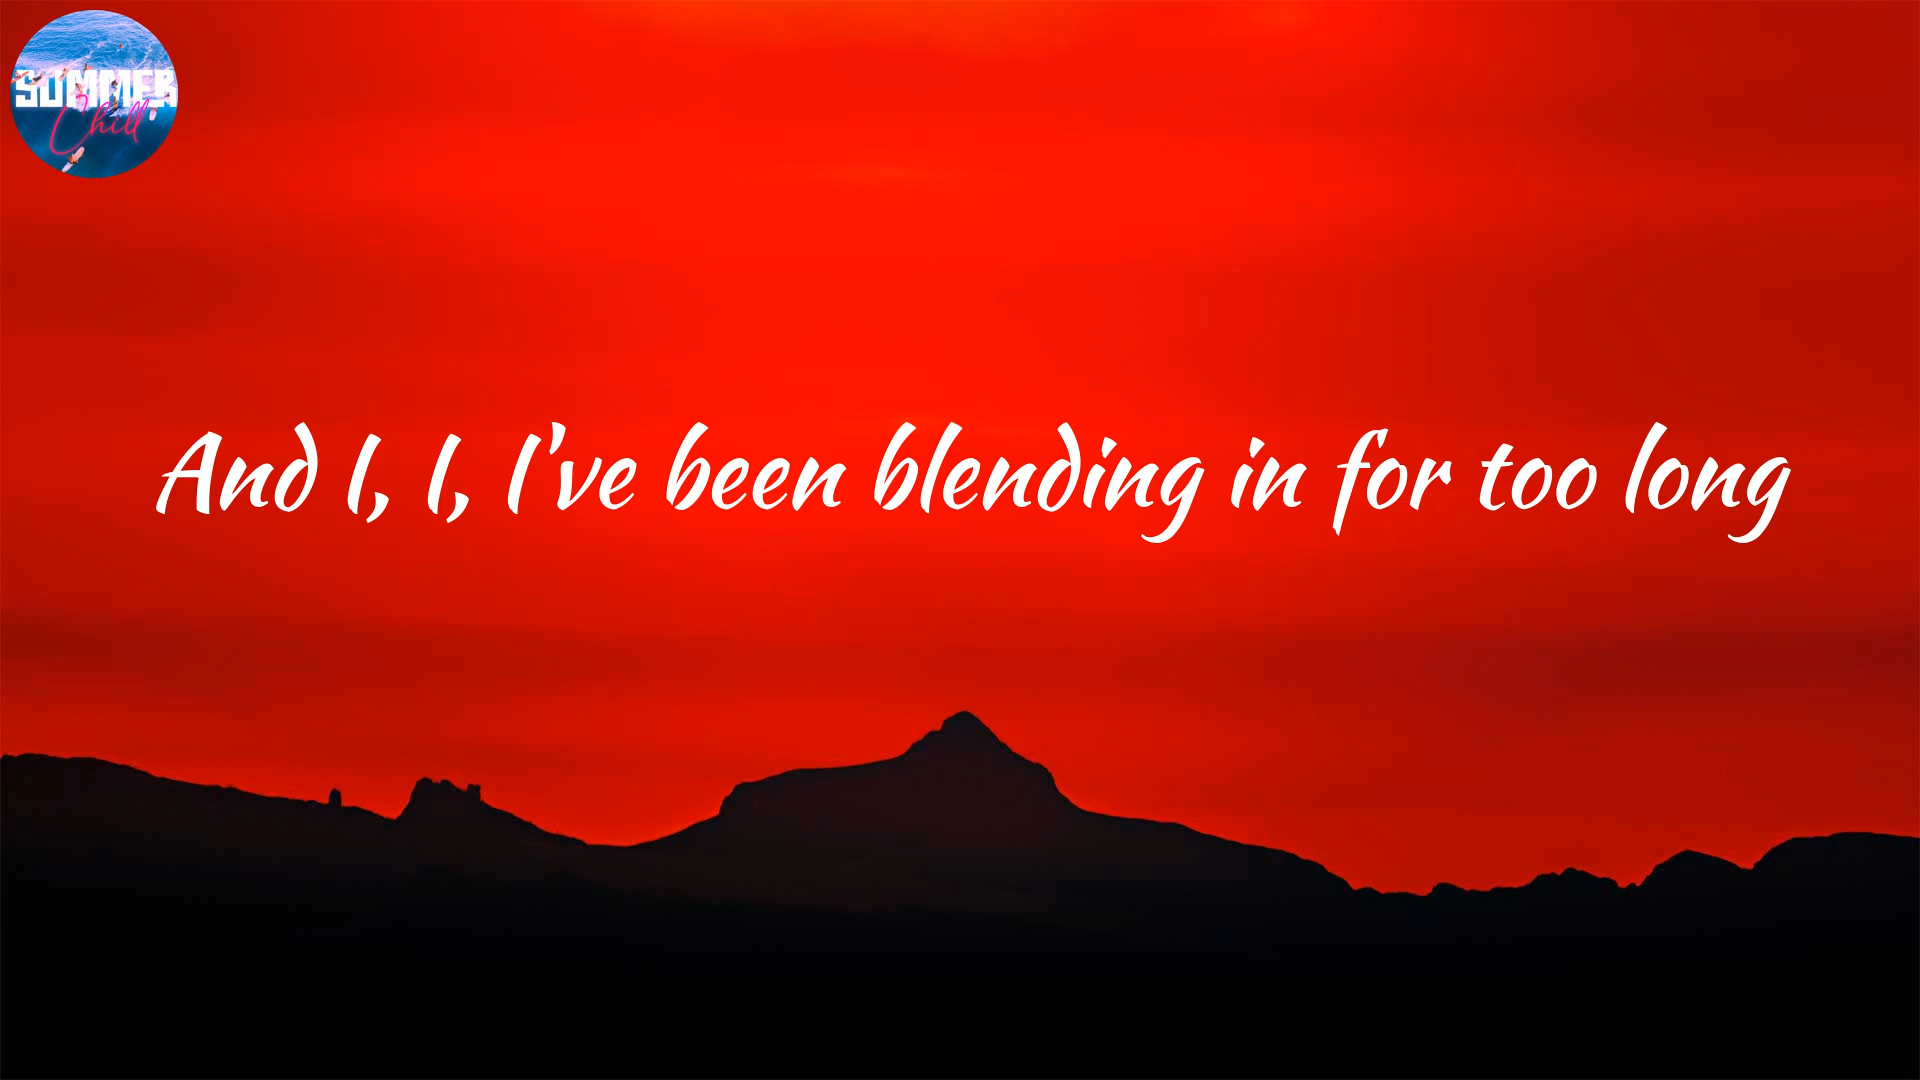 SUMMER
Chill
And I, I, I've been blending in for too long